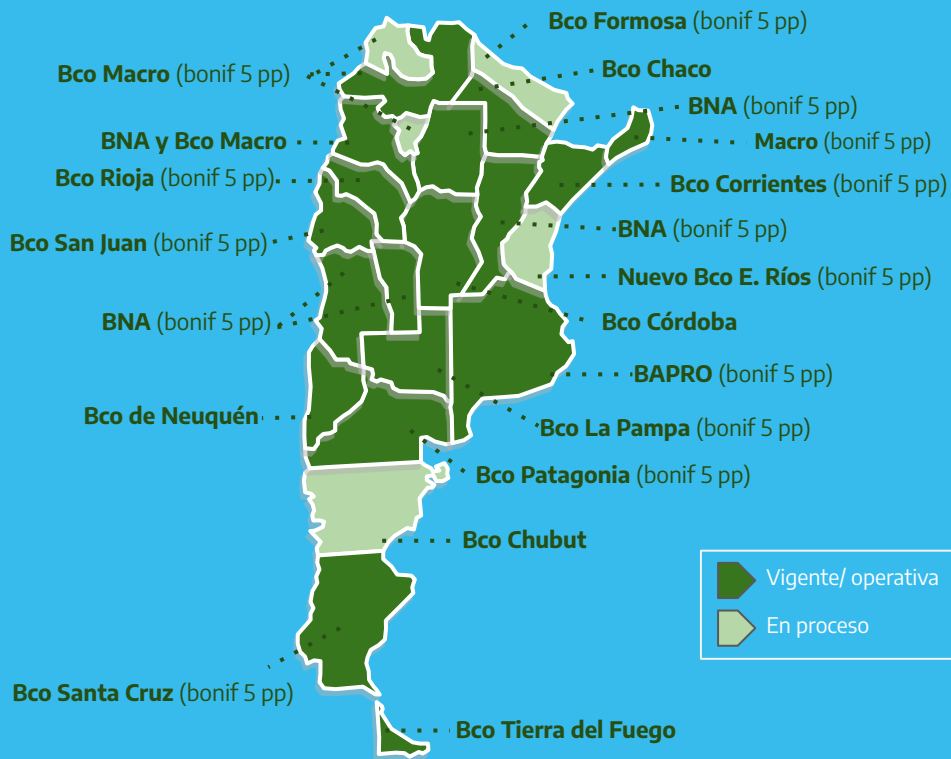 Bco Formosa (bonif 5 pp)
Bco Macro (bonif 5 pp)
Bco Chaco
BNA (bonif 5 pp)
BNA y Bco Macro
Macro (bonif 5 pp)
Bco Rioja (bonif 5 pp)
Bco Corrientes (bonif 5 pp)
BNA (bonif 5 pp)
Bco San Juan (bonif 5 pp)
Nuevo Bco E. Ríos (bonif 5 pp)
BNA (bonif 5 pp)
Bco Córdoba
BAPRO (bonif 5 pp)
Bco de Neuquén
Bco La Pampa (bonif 5 pp)
Bco Patagonia (bonif 5 pp)
Bco Chubut
Vigente/ operativa
En proceso
Bco Santa Cruz (bonif 5 pp)
Bco Tierra del Fuego